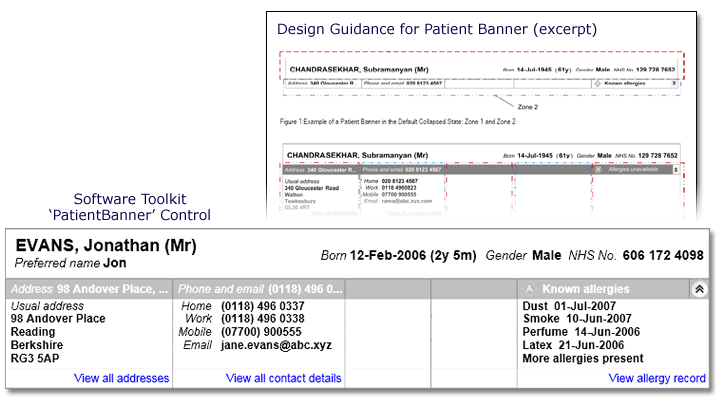 Design Guidance for Patient Banner (excerpt)
CHANDRASEKHAR, Subramanyan (Mr) Born 14-Jul-1945 (61y) Gender Male NHS No. 129 728 7652
Address 340 Gloucester R... Phone and email 020 8123 4567 Known allergies
Zone 2
Figure 1:Example of a Patient Banner in the Default Collapsed State: Zone 1 and Zone 2
CHANDRASEKHAR, Subramanyan (Mr) Born 14-Jul-1945 (61y) Gender Male NHS No. 129 728 7652
Address 340 Gloucester R... Phone and email 020 8123 4567 Allergies unavailable
Usual address Home 020 8123 4567
340 Gloucester Road Work 0118 4960823
Walton Mobile 07700 900555
Tewkesbury Email rama@abc.xyz.com
GL20 4RT View all addresses View all contact details View allergy record
Software Toolkit
‘PatientBanner’ Control
EVANS, Jonathan (Mr)
Preferred name Jon
Born 12-Feb-2006 (2y 5m) Gender Male NHS No. 606 172 4098
Address 98 Andover Place, ... Phone and email (0118) 496 0... A Known allergies
Usual address Home (0118) 496 0337 Dust 01-Jul-2007
98 Andover Place Work (0118) 496 0338 Smoke 10-Jun-2007
Reading Mobile (07700) 900555 Perfume 14-Jun-2006
Berkshire Email jane.evans@abc.xyz Latex 21-Jun-2006
RG3 5AP More allergies present
View all addresses View all contact details View allergy record